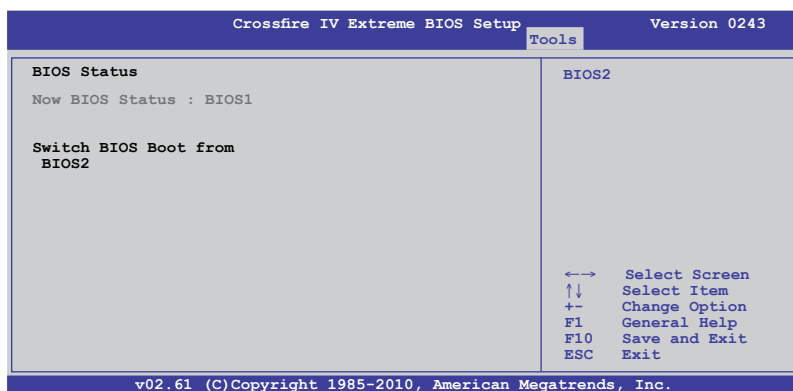 Crossfire IV Extreme BIOS Setup Version 0243
Tools
BIOS Status
Now BIOS Status : BIOS1
Switch BIOS Boot from
BIOS2
BIOS2
←→ Select Screen
↑↓ Select Item
+- Change Option
F1 General Help
F10 Save and Exit
ESC Exit
v02.61 (C)Copyright 1985-2010, American Megatrends, Inc.